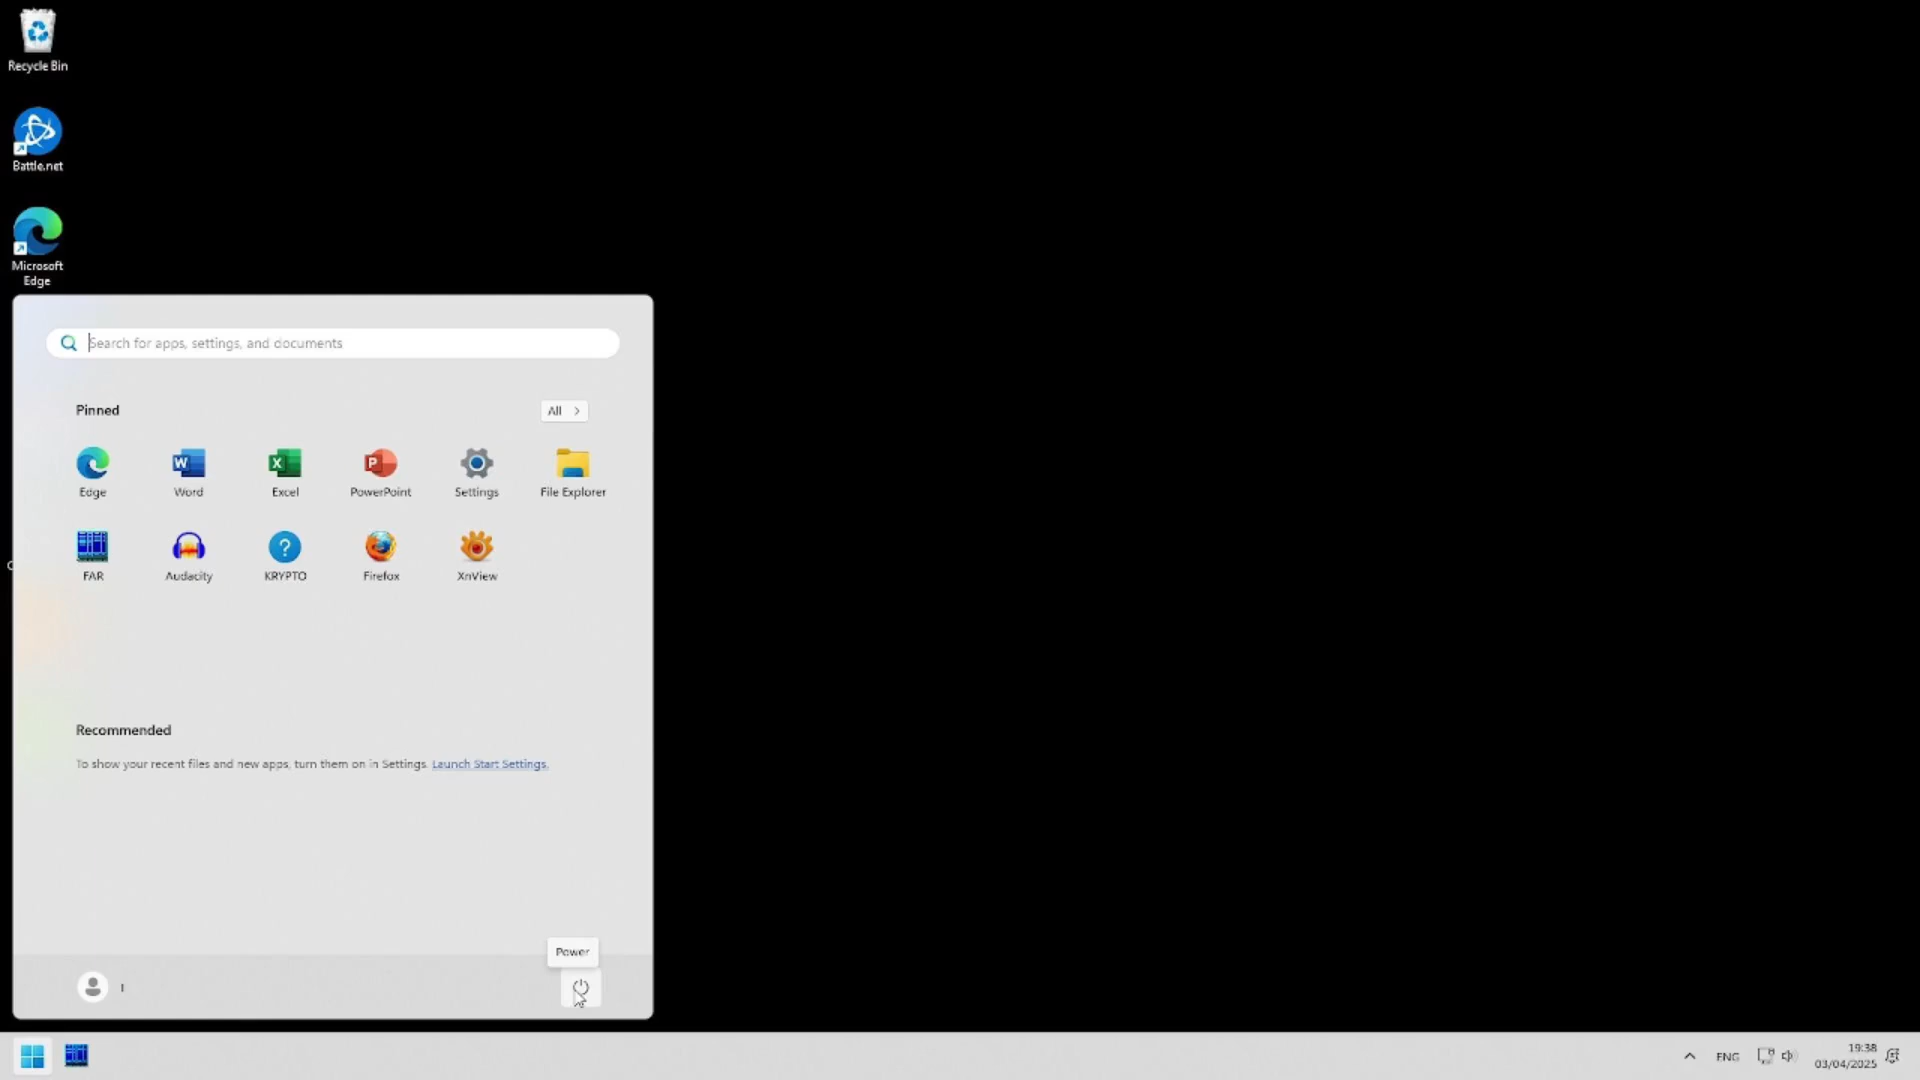 Recycle Bin
Battle.net
Microsoft
Edge
Search for apps, settings, and documents
Pinned
All
Edge
Word
Excel
PowerPoint
Settings
File Explorer
FAR
Audacity
KRYPTO
Firefox
XnView
Recommended
To show your recent files and new apps, turn them on in Settings. Launch Start Settings.
Power
ENG
19:38
03/04/2025